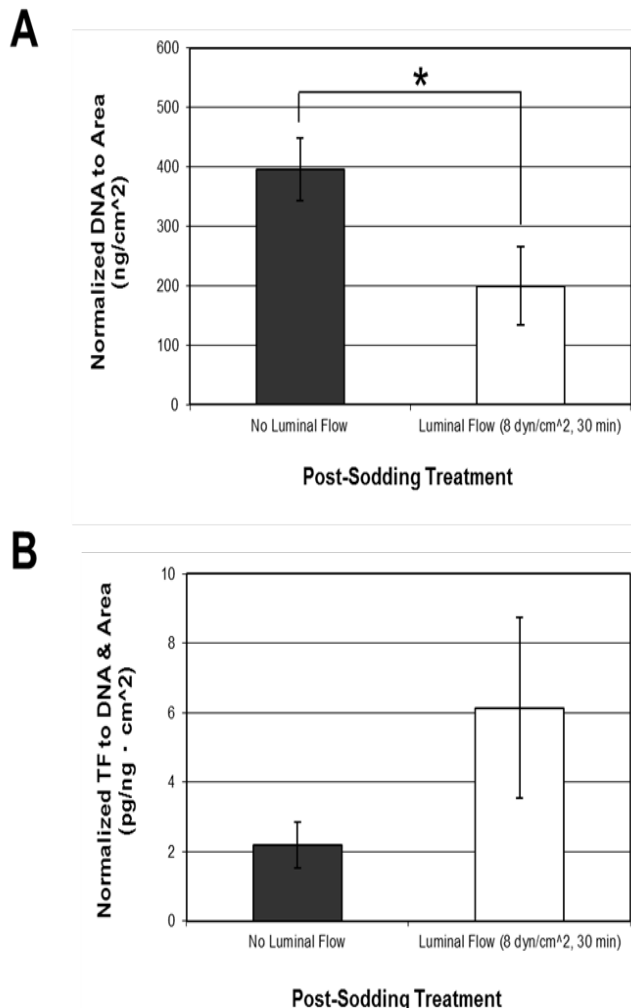 A
Normalized DNA to Area
(ng/cm^2)
600
500
400
300
200
100
0
*
No Luminal Flow
Luminal Flow (8 dyn/cm^2, 30 min)
Post-Sodding Treatment
B
Normalized TF to DNA & Area
(pg/ng · cm^2)
10
8
6
4
2
0
No Luminal Flow
Luminal Flow (8 dyn/cm^2, 30 min)
Post-Sodding Treatment